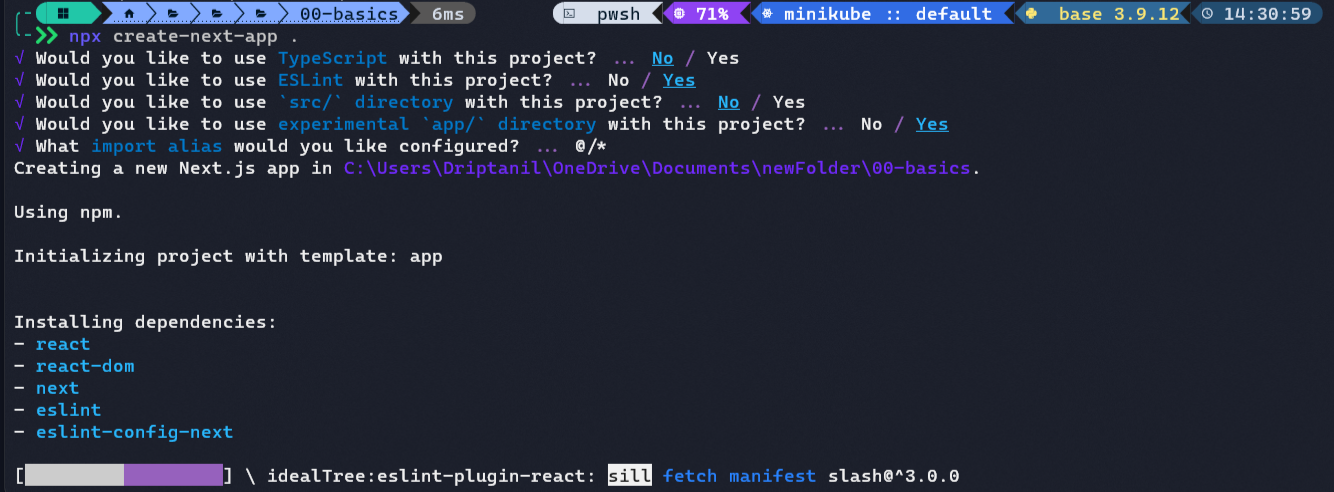 00-basics 6ms pwsh 71% minikube :: default base 3.9.12 14:30:59
npx create-next-app .
√ Would you like to use TypeScript with this project? ... No / Yes
√ Would you like to use ESLint with this project? ... No / Yes
√ Would you like to use `src/` directory with this project? ... No / Yes
√ Would you like to use experimental `app/` directory with this project? ... No / Yes
√ What import alias would you like configured? ... @/*
Creating a new Next.js app in C:\Users\Driptanil\OneDrive\Documents\newFolder\00-basics.
Using npm.
Initializing project with template: app
Installing dependencies:
- react
- react-dom
- next
- eslint
- eslint-config-next
[] \ idealTree:eslint-plugin-react: sill fetch manifest slash@^3.0.0